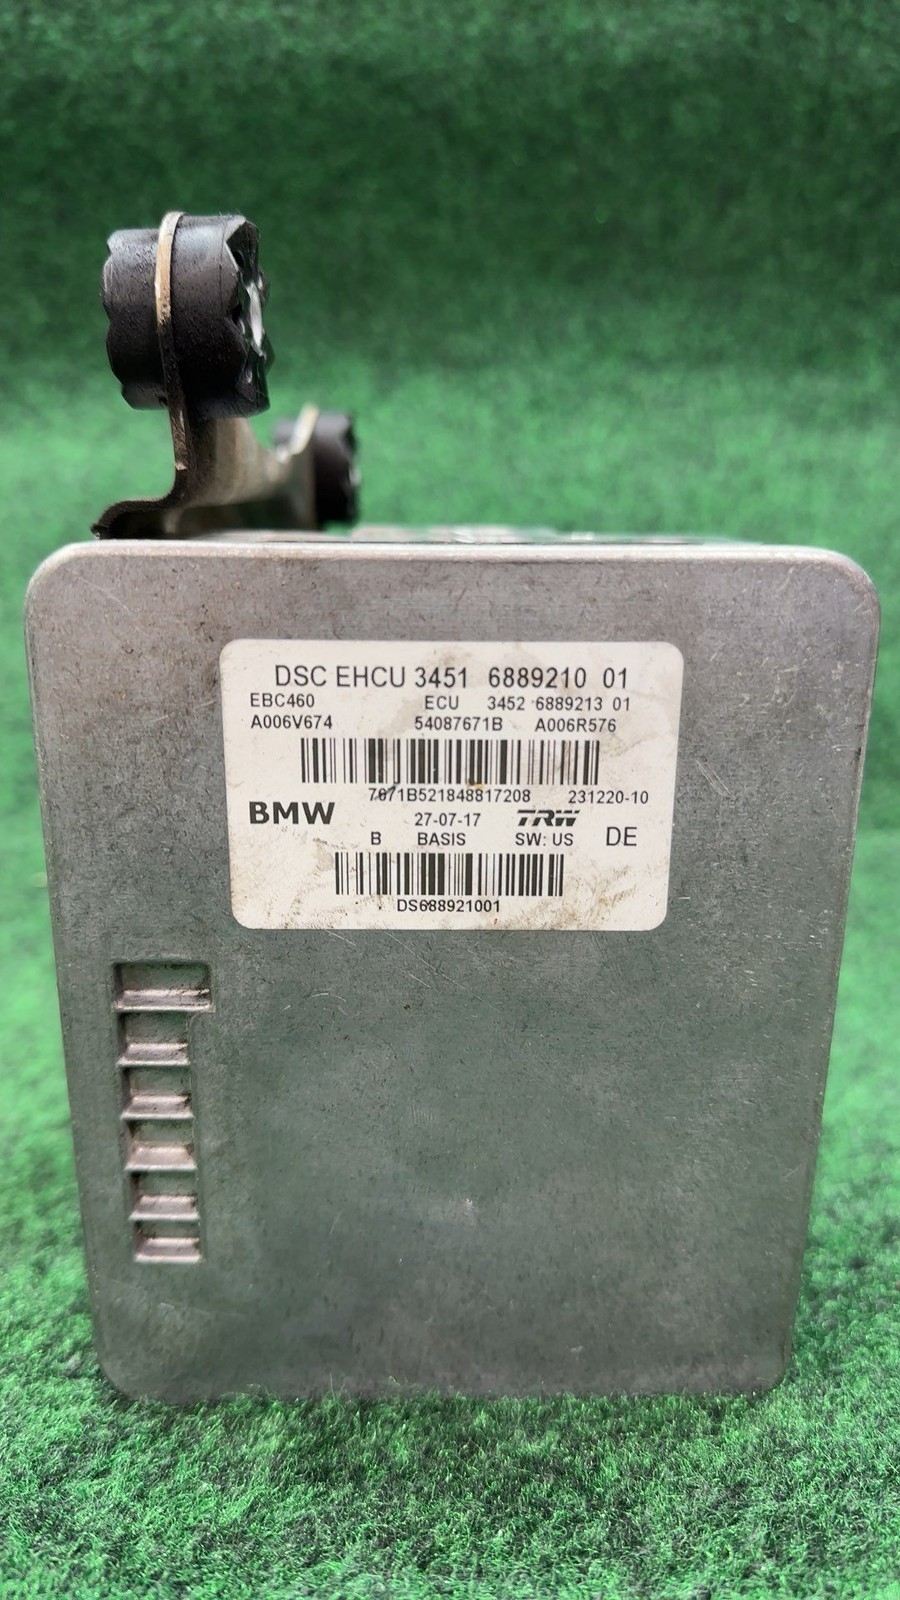 DSC EHCU 3451 6889210 01
EBC460 ECU 3452 6889213 01
A006V674 54087671B A006R576
7671B521848817208 231220-10
BMW 27-07-17 TRW
B BASIS SW: US DE
DS688921001